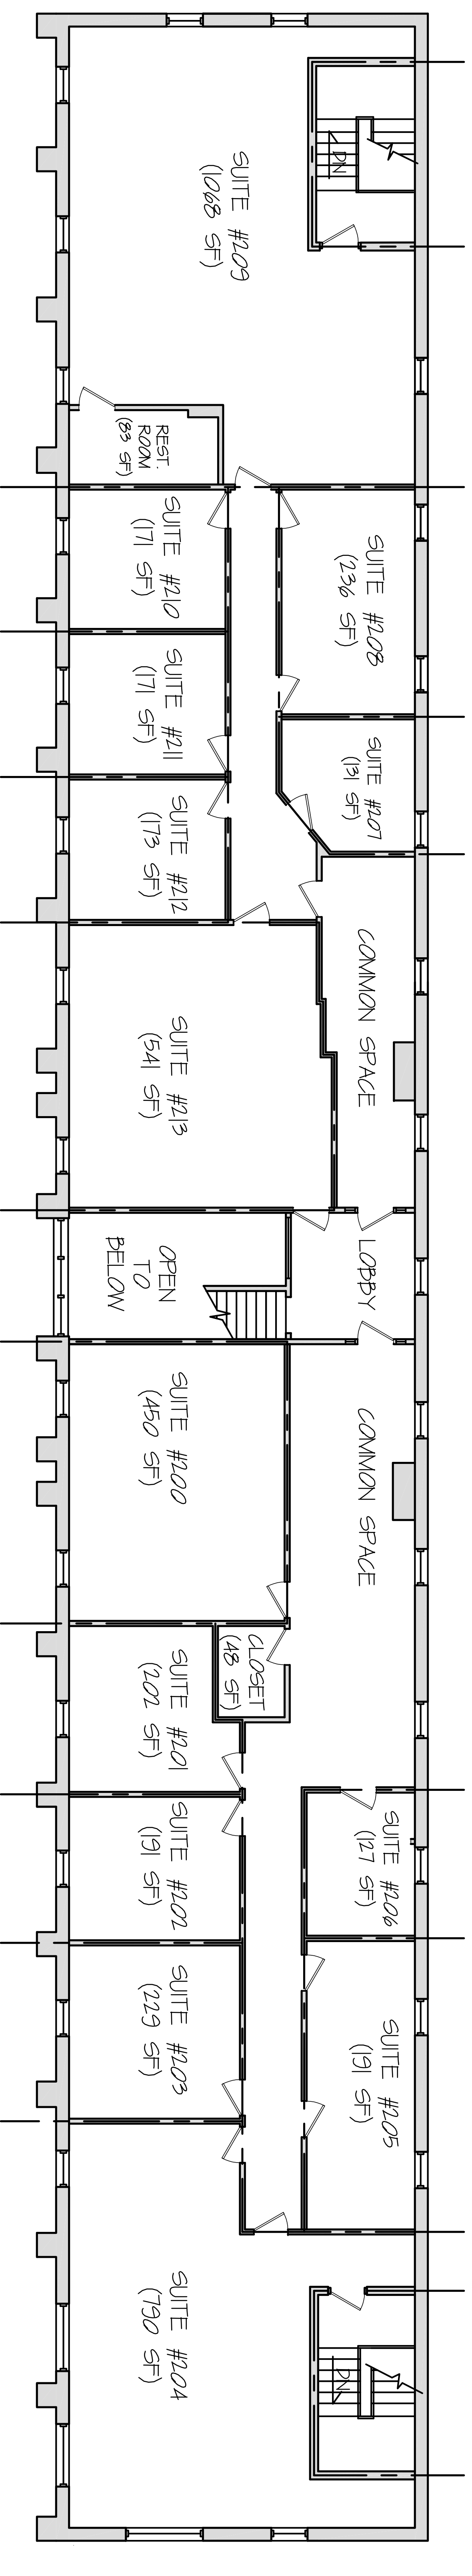 DN
SUITE #209
(1068 SF)
REST.
ROOM
(83 SF)
SUITE #210
(171 SF)
SUITE #208
(236 SF)
SUITE #211
(171 SF)
SUITE #207
(131 SF)
SUITE #212
(173 SF)
COMMON SPACE
SUITE #213
(541 SF)
LOBBY
OPEN
TO
BELOW
SUITE #200
(450 SF)
COMMON SPACE
CLOSET
(48 SF)
SUITE #201
(202 SF)
SUITE #202
(191 SF)
SUITE #206
(127 SF)
SUITE #203
(229 SF)
SUITE #205
(191 SF)
SUITE #204
(790 SF)
DN